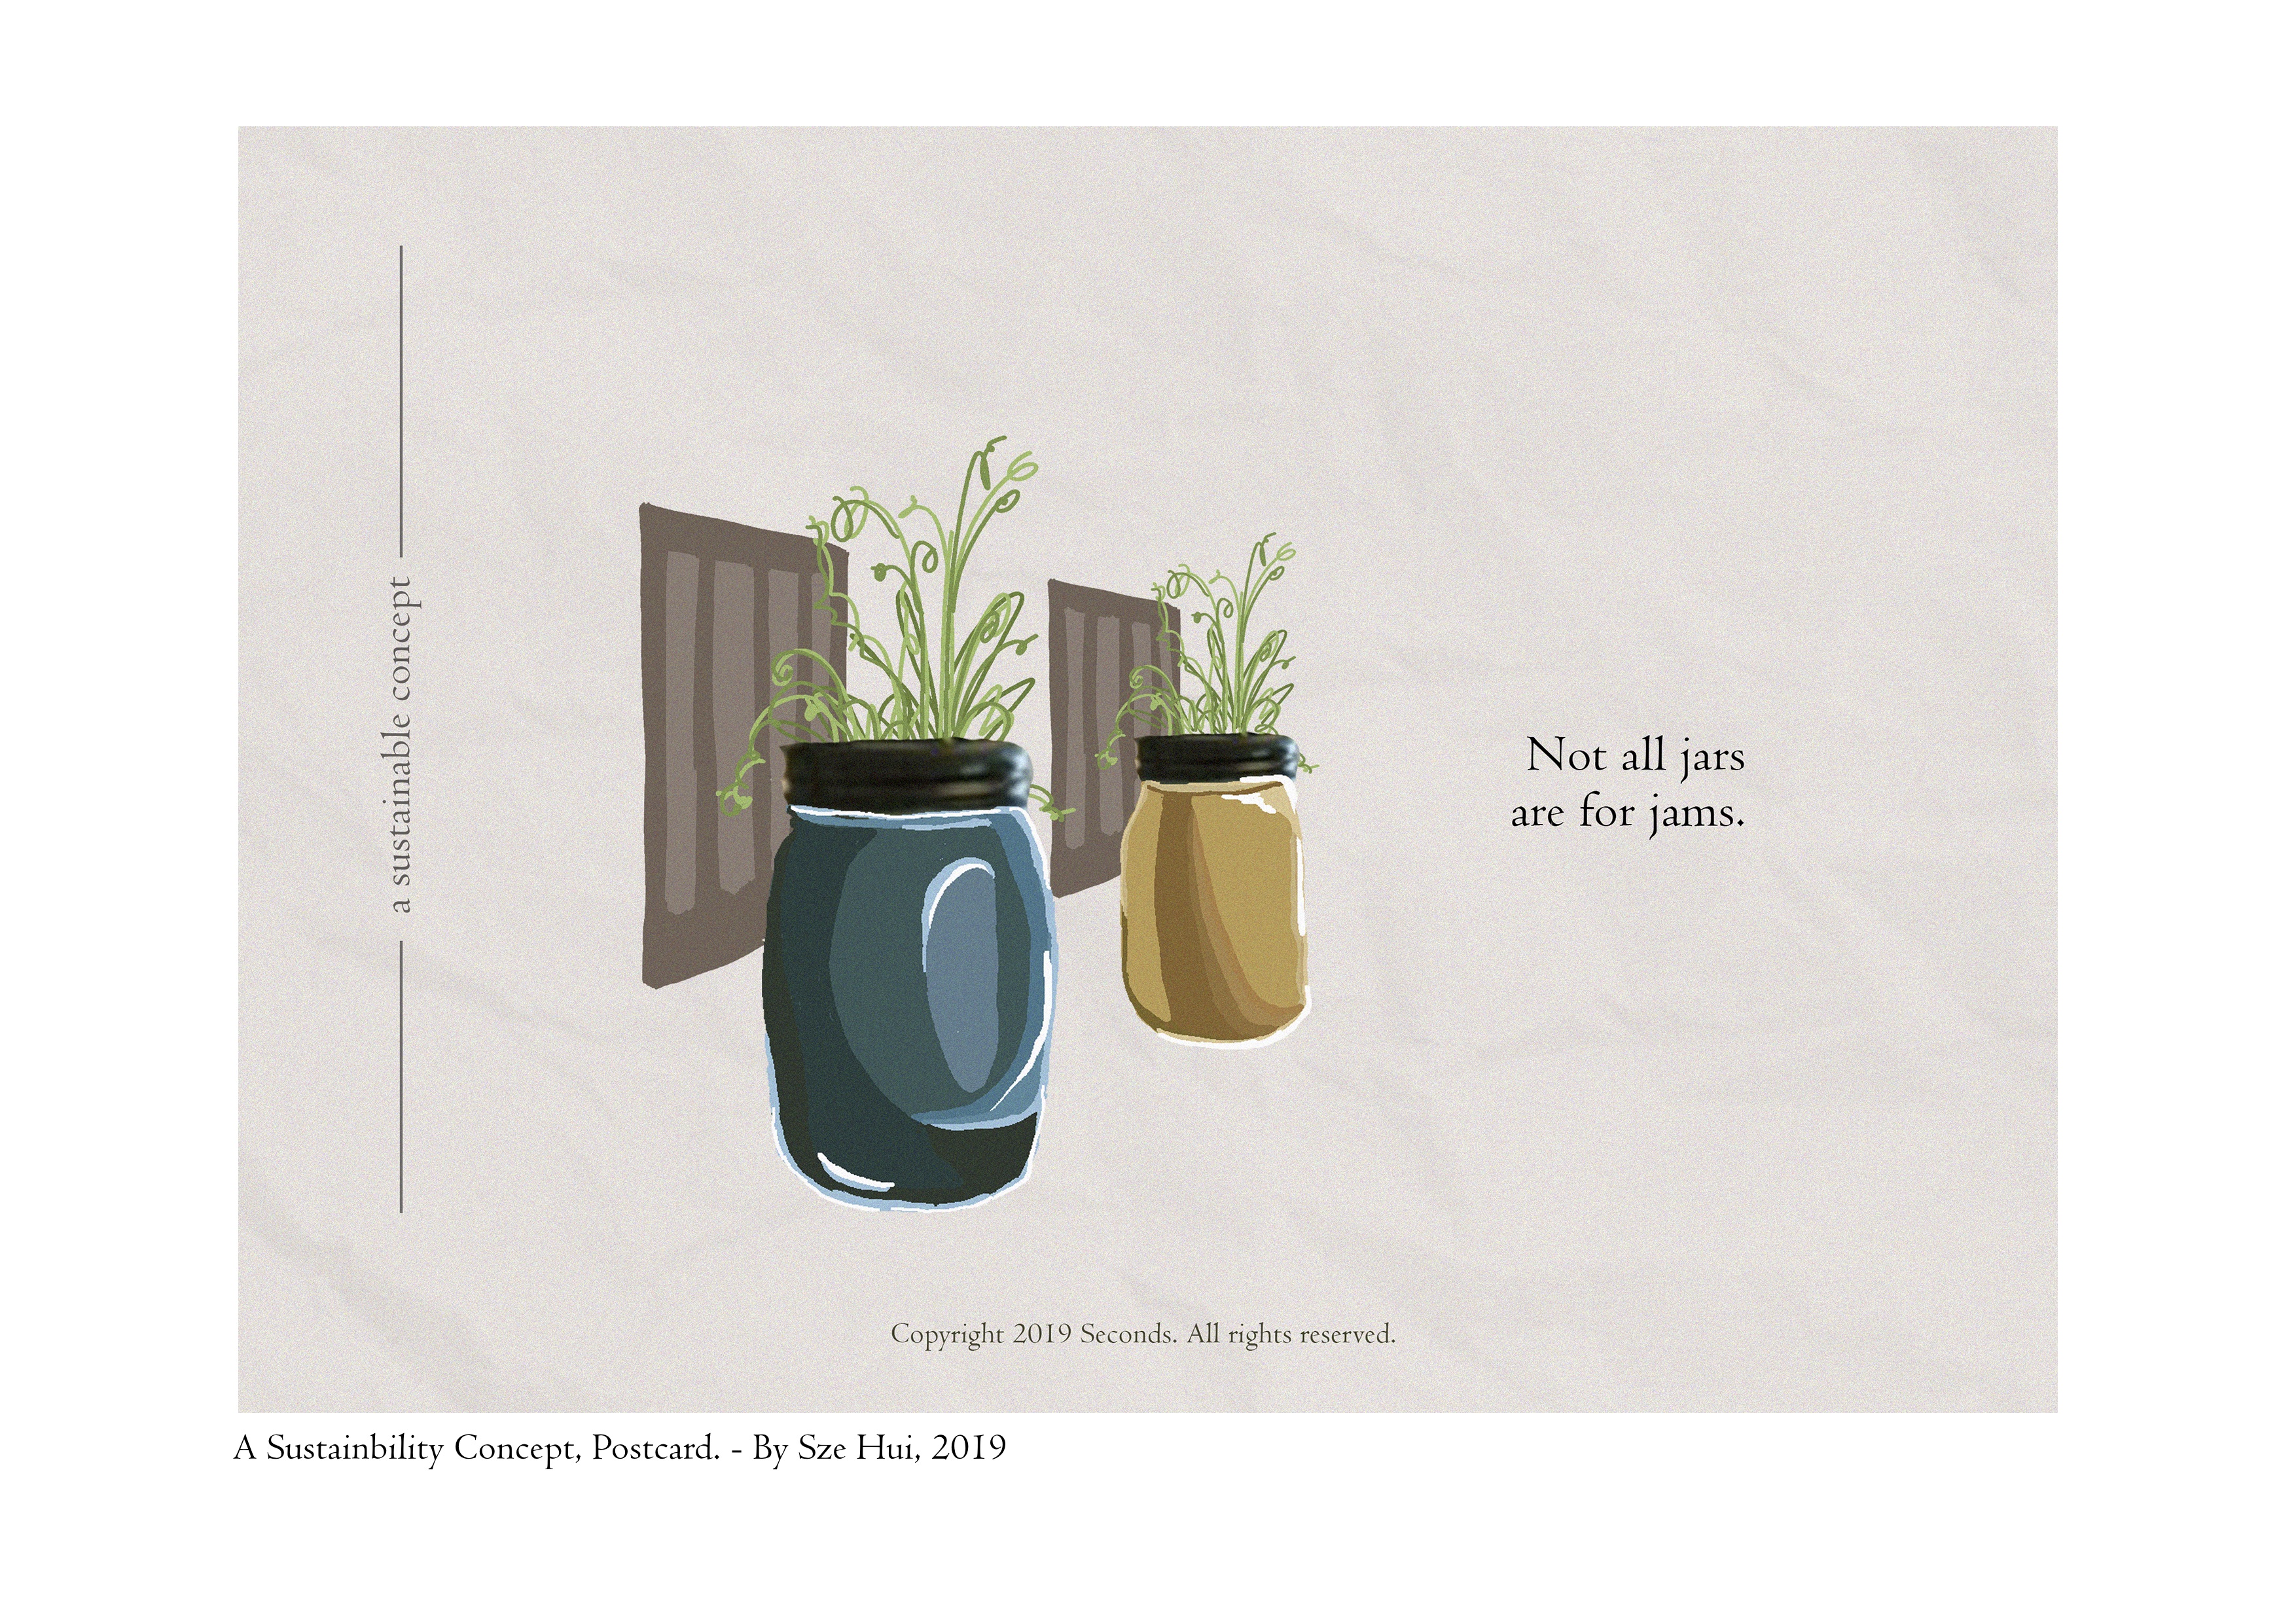 a sustainable concept
Not all jars
are for jams.
Copyright 2019 Seconds. All rights reserved.
A Sustainbility Concept, Postcard. - By Sze Hui, 2019